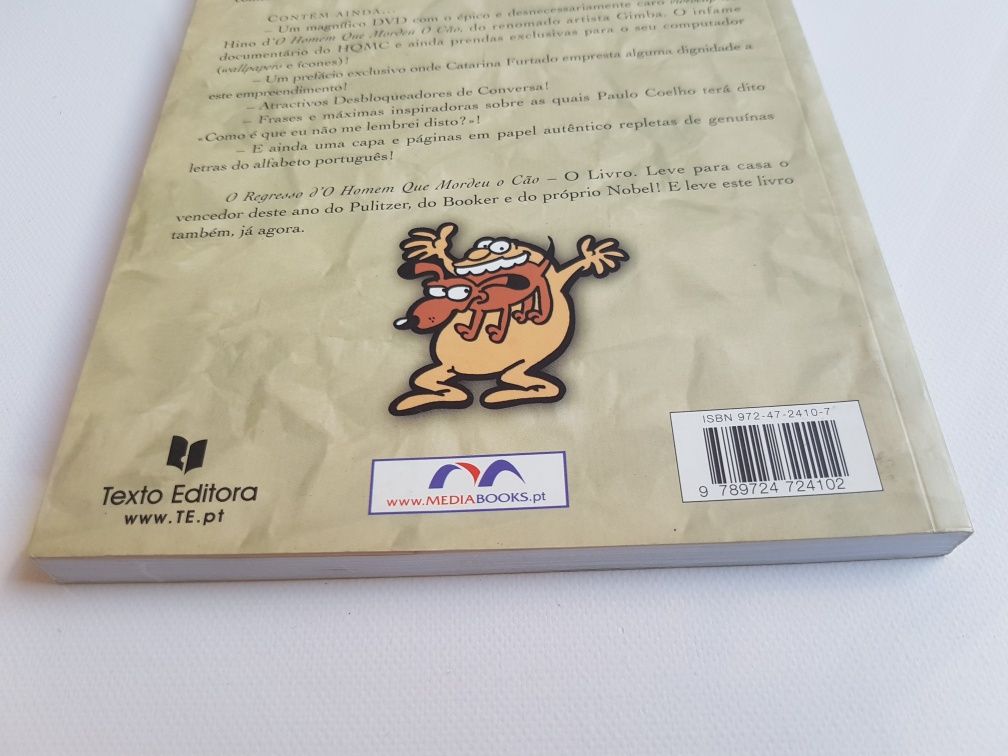 CONTÉM AINDA...
– Um magnífico DVD com o épico e desnecessariamente caro
Hino d'O Homem Que Mordeu O Cão, do renomado artista Gimba. O infame
documentário do HQMC e ainda prendas exclusivas para o seu computador
(wallpapers e ícones)!
– Um prefácio exclusivo onde Catarina Furtado empresta alguma dignidade a
este empreendimento!
– Atractivos Desbloqueadores de Conversa!
– Frases e máximas inspiradoras sobre as quais Paulo Coelho terá dito
«Como é que eu não me lembrei disto?»!
– E ainda uma capa e páginas em papel autêntico repletas de genuínas
letras do alfabeto português!
O Regresso d'O Homem Que Mordeu o Cão – O Livro. Leve para casa o
vencedor deste ano do Pulitzer, do Booker e do próprio Nobel! E leve este livro
também, já agora.
ISBN 972-47-2410-7
9 789724 724102
Texto Editora
www.TE.pt
www.MEDIABOOKS.pt